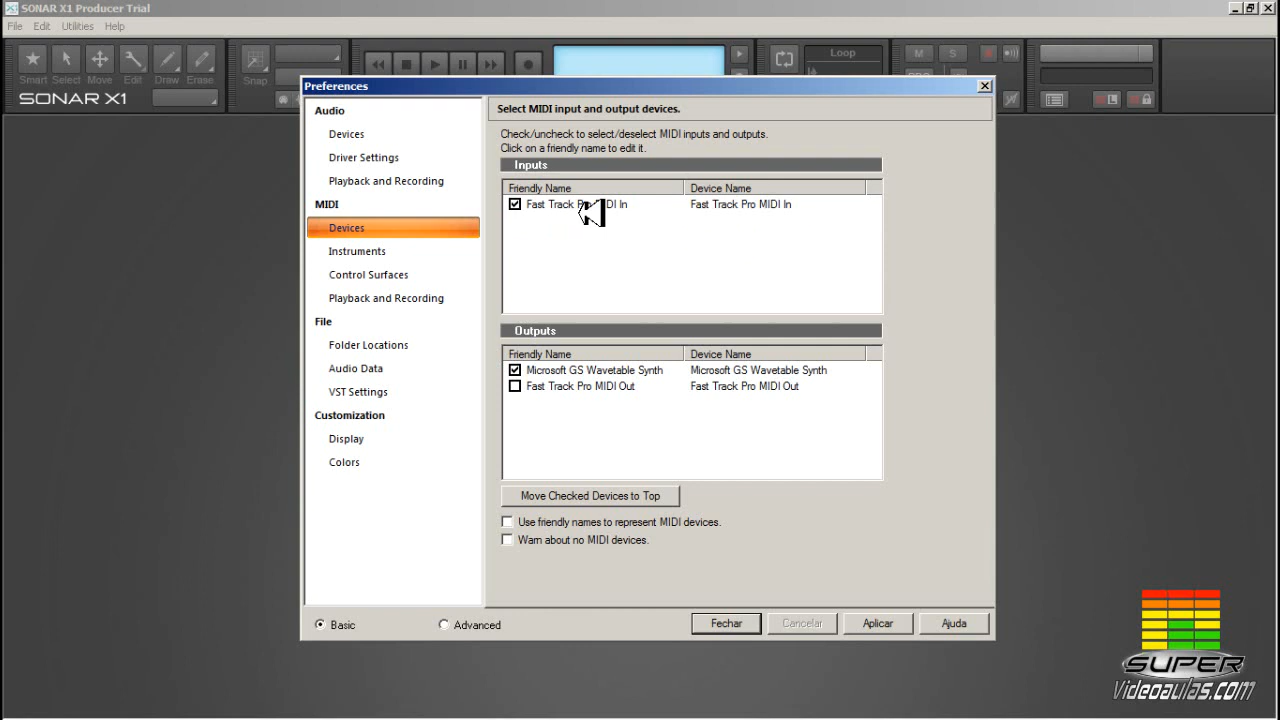 SONAR X1 Producer Trial
File Edit Utilities Help
Loop
M S
Smart Select Move Edit Draw Erase Snap
SONAR X1
L
Preferences
Audio
Devices
Playback and Recording
Driver Settings
MIDI
Devices
Instruments
Control Surfaces
Playback and Recording
File
Folder Locations
Audio Data
VST Settings
Customization
Display
Colors
Basic Advanced
Select MIDI input and output devices.
Check/uncheck to select/deselect MIDI inputs and outputs.
Click on a friendly name to edit it.
Inputs
Friendly Name Device Name
Fast Track Pro MIDI In Fast Track Pro MIDI In
Outputs
Friendly Name Device Name
Microsoft GS Wavetable Synth Microsoft GS Wavetable Synth
Fast Track Pro MIDI Out Fast Track Pro MIDI Out
Move Checked Devices to Top
Use friendly names to represent MIDI devices.
Warn about no MIDI devices.
Fechar Cancelar Aplicar Ajuda
SUPER
Videoaulas.com